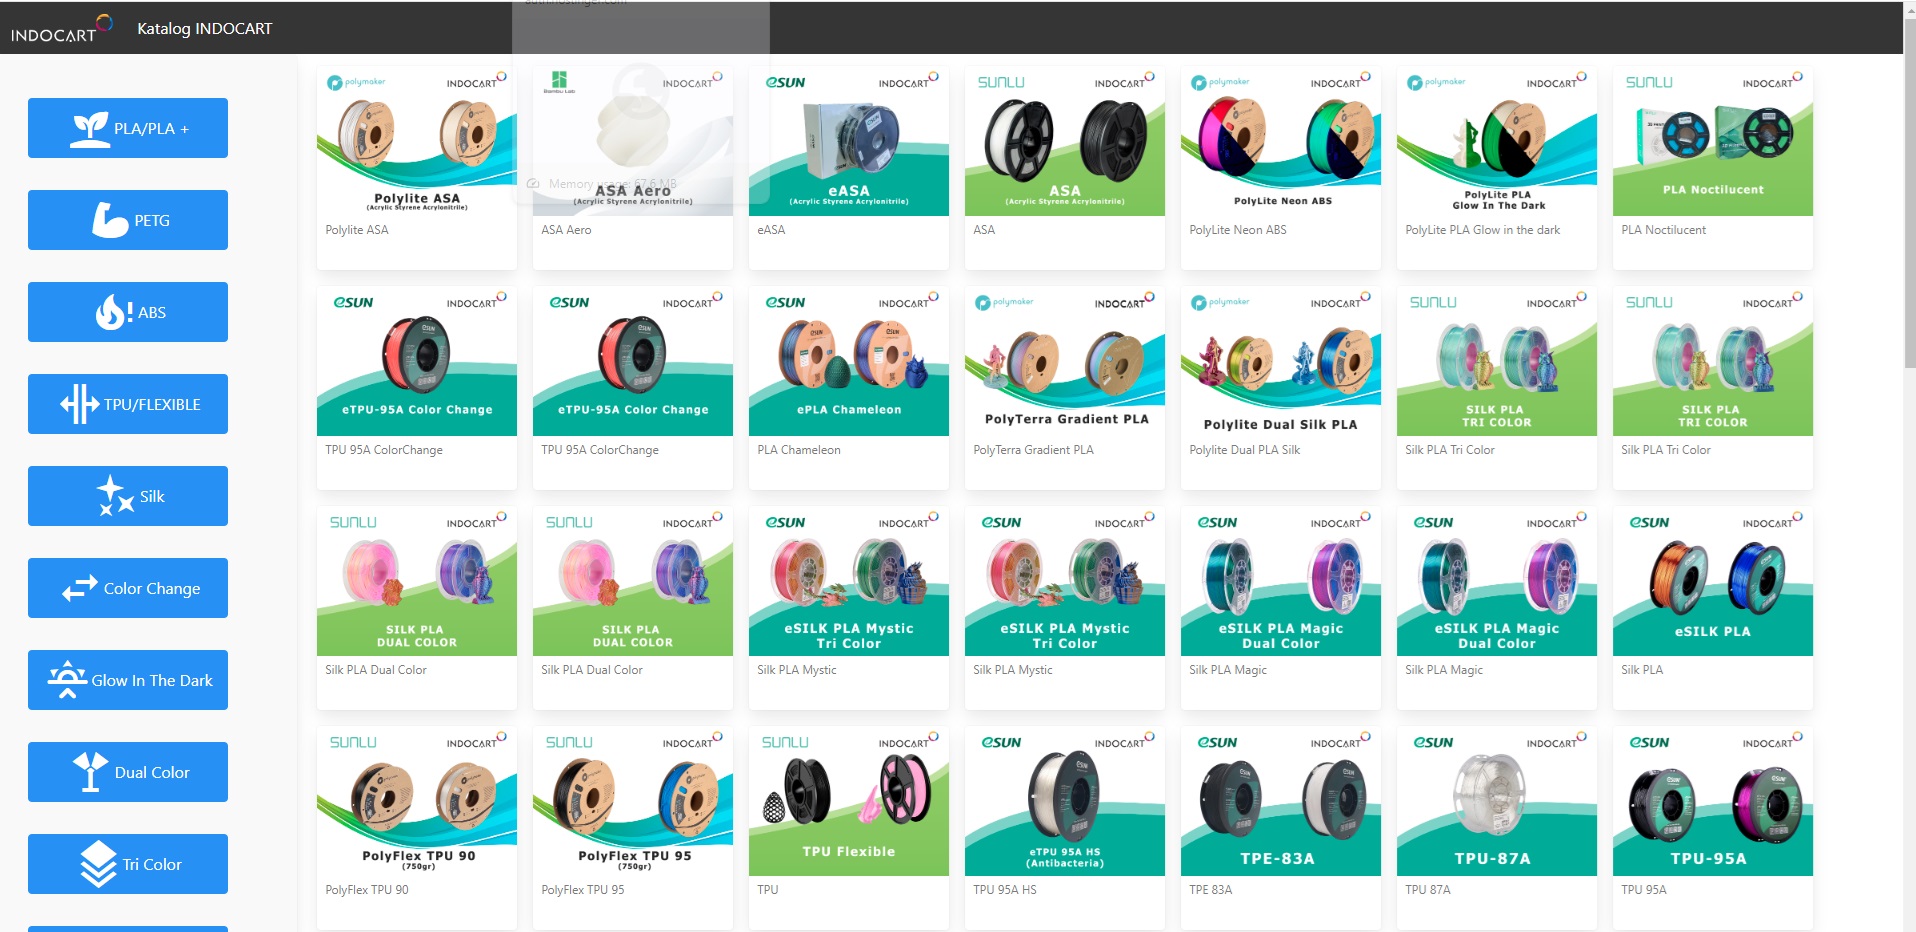 auth.hostinger.com
INDOCART
Katalog INDOCART
PLA/PLA +
PETG
ABS
TPU/FLEXIBLE
Silk
Color Change
Glow In The Dark
Dual Color
Tri Color
polymaker
INDOCART
Polylite ASA
(Acrylic Styrene Acrylonitrile)
Polylite ASA
Bambu Lab
INDOCART
Memory usage: 67.6 MB
ASA Aero
(Acrylic Styrene Acrylonitrile)
ASA Aero
eSUN
INDOCART
eASA
(Acrylic Styrene Acrylonitrile)
eASA
SUNLU
INDOCART
ASA
(Acrylic Styrene Acrylonitrile)
ASA
polymaker
INDOCART
PolyLite Neon ABS
PolyLite Neon ABS
polymaker
INDOCART
PolyLite PLA
Glow In The Dark
PolyLite PLA Glow in the dark
SUNLU
INDOCART
PLA Noctilucent
PLA Noctilucent
eSUN
INDOCART
eTPU-95A Color Change
TPU 95A ColorChange
eSUN
INDOCART
eTPU-95A Color Change
TPU 95A ColorChange
eSUN
INDOCART
ePLA Chameleon
PLA Chameleon
polymaker
INDOCART
PolyTerra Gradient PLA
PolyTerra Gradient PLA
polymaker
INDOCART
Polylite Dual Silk PLA
Polylite Dual PLA Silk
SUNLU
INDOCART
SILK PLA
TRI COLOR
Silk PLA Tri Color
SUNLU
INDOCART
SILK PLA
TRI COLOR
Silk PLA Tri Color
SUNLU
INDOCART
SILK PLA
DUAL COLOR
Silk PLA Dual Color
SUNLU
INDOCART
SILK PLA
DUAL COLOR
Silk PLA Dual Color
eSUN
INDOCART
eSILK PLA Mystic
Tri Color
Silk PLA Mystic
eSUN
INDOCART
eSILK PLA Mystic
Tri Color
Silk PLA Mystic
eSUN
INDOCART
eSILK PLA Magic
Dual Color
Silk PLA Magic
eSUN
INDOCART
eSILK PLA Magic
Dual Color
Silk PLA Magic
eSUN
INDOCART
eSILK PLA
Silk PLA
SUNLU
INDOCART
PolyFlex TPU 90
(750gr)
PolyFlex TPU 90
SUNLU
INDOCART
PolyFlex TPU 95
(750gr)
PolyFlex TPU 95
SUNLU
INDOCART
TPU Flexible
TPU
eSUN
INDOCART
eTPU 95A HS
(Antibacteria)
TPU 95A HS
eSUN
INDOCART
TPE-83A
TPE 83A
eSUN
INDOCART
TPU-87A
TPU 87A
eSUN
INDOCART
TPU-95A
TPU 95A